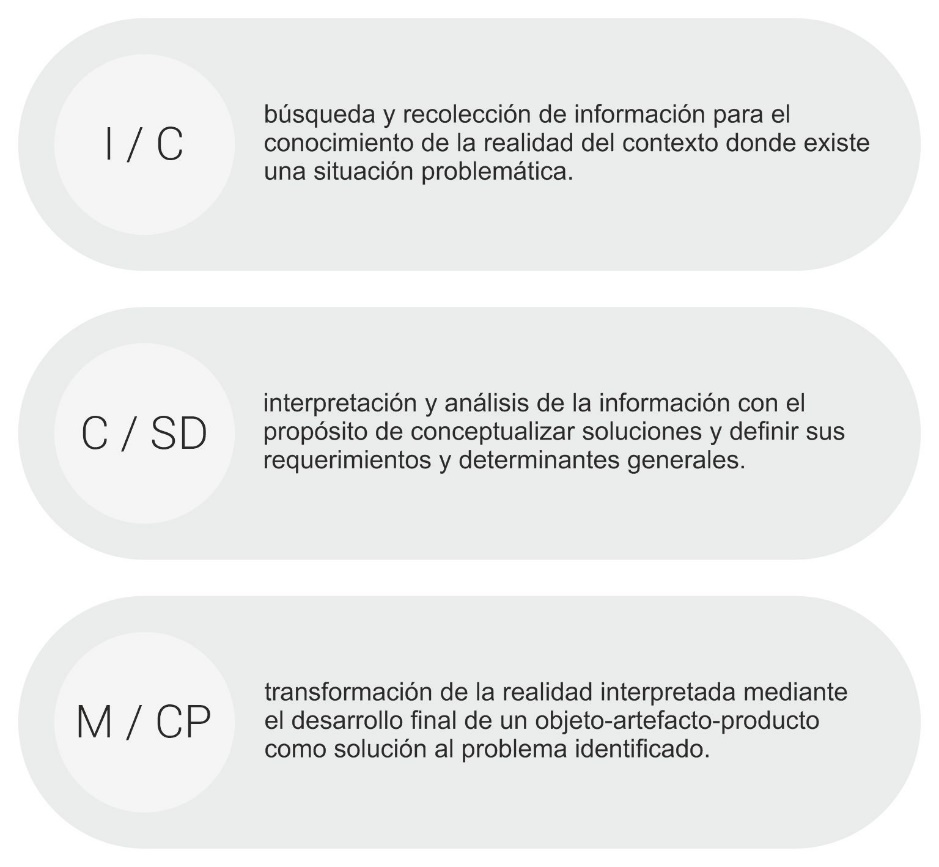 I / C
búsqueda y recolección de información para el
conocimiento de la realidad del contexto donde existe
una situación problemática.
C / SD
interpretación y análisis de la información con el
propósito de conceptualizar soluciones y definir sus
requerimientos y determinantes generales.
M / CP
transformación de la realidad interpretada mediante
el desarrollo final de un objeto-artefacto-producto
como solución al problema identificado.